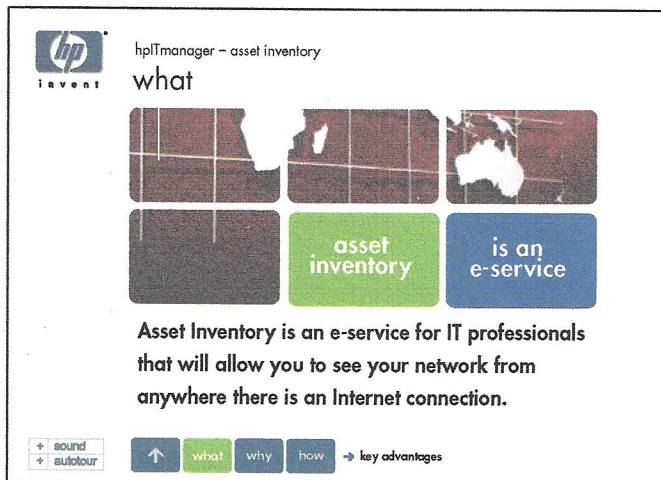 hp
invent
hpITmanager – asset inventory
what
asset
inventory
is an
e-service
Asset Inventory is an e-service for IT professionals
that will allow you to see your network from
anywhere there is an Internet connection.
+ sound
+ autotour
what
why
how
key advantages